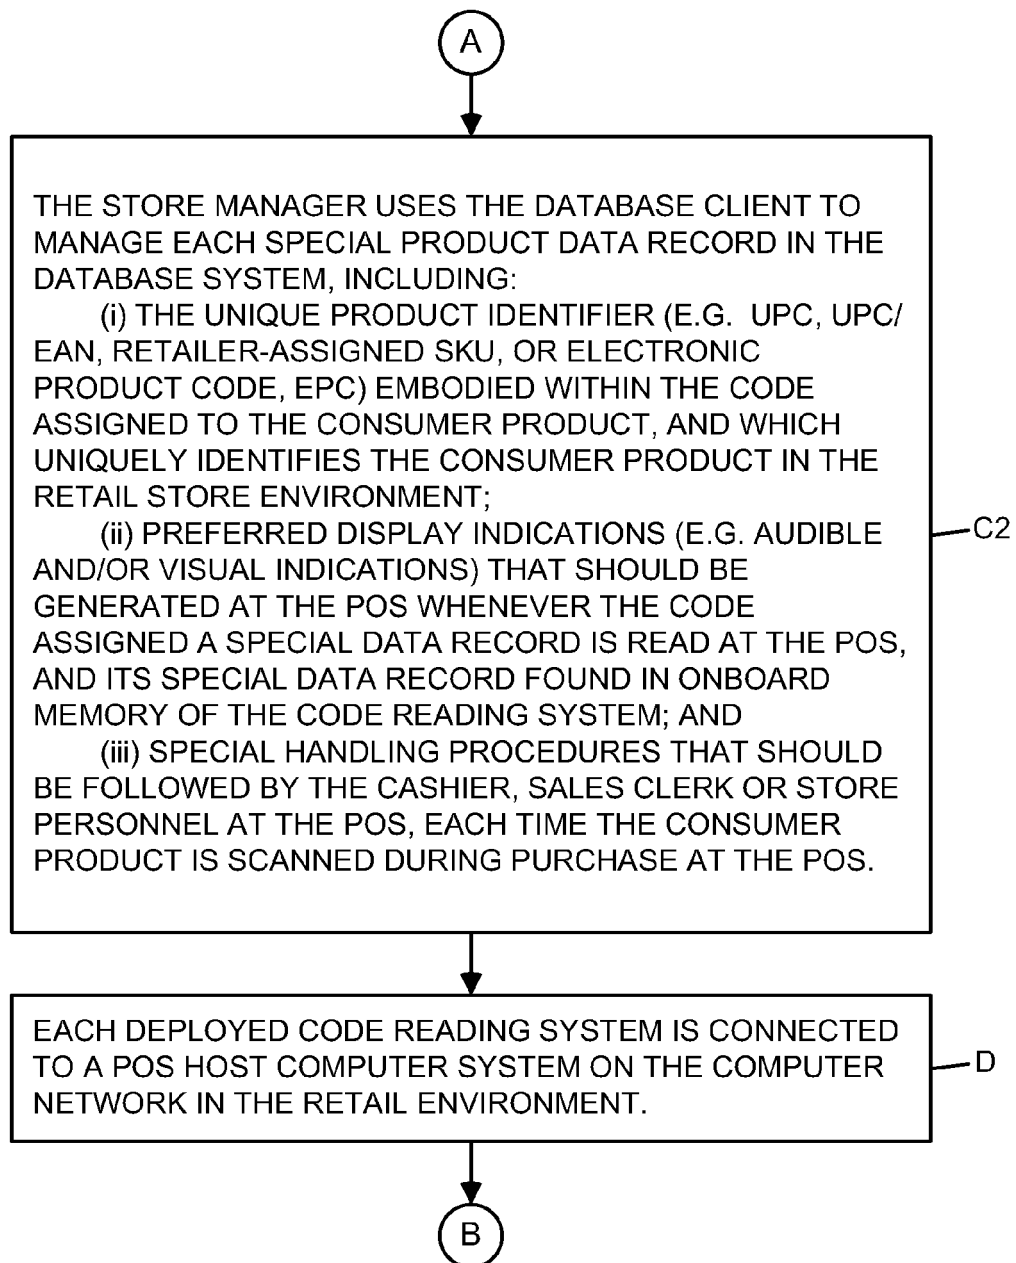 A
THE STORE MANAGER USES THE DATABASE CLIENT TO
MANAGE EACH SPECIAL PRODUCT DATA RECORD IN THE
DATABASE SYSTEM, INCLUDING:
(i) THE UNIQUE PRODUCT IDENTIFIER (E.G. UPC, UPC/
EAN, RETAILER-ASSIGNED SKU, OR ELECTRONIC
PRODUCT CODE, EPC) EMBODIED WITHIN THE CODE
ASSIGNED TO THE CONSUMER PRODUCT, AND WHICH
UNIQUELY IDENTIFIES THE CONSUMER PRODUCT IN THE
RETAIL STORE ENVIRONMENT;
(ii) PREFERRED DISPLAY INDICATIONS (E.G. AUDIBLE
AND/OR VISUAL INDICATIONS) THAT SHOULD BE
GENERATED AT THE POS WHENEVER THE CODE
ASSIGNED A SPECIAL DATA RECORD IS READ AT THE POS,
AND ITS SPECIAL DATA RECORD FOUND IN ONBOARD
MEMORY OF THE CODE READING SYSTEM; AND
(iii) SPECIAL HANDLING PROCEDURES THAT SHOULD
BE FOLLOWED BY THE CASHIER, SALES CLERK OR STORE
PERSONNEL AT THE POS, EACH TIME THE CONSUMER
PRODUCT IS SCANNED DURING PURCHASE AT THE POS.
C2
EACH DEPLOYED CODE READING SYSTEM IS CONNECTED
TO A POS HOST COMPUTER SYSTEM ON THE COMPUTER
NETWORK IN THE RETAIL ENVIRONMENT.
D
B